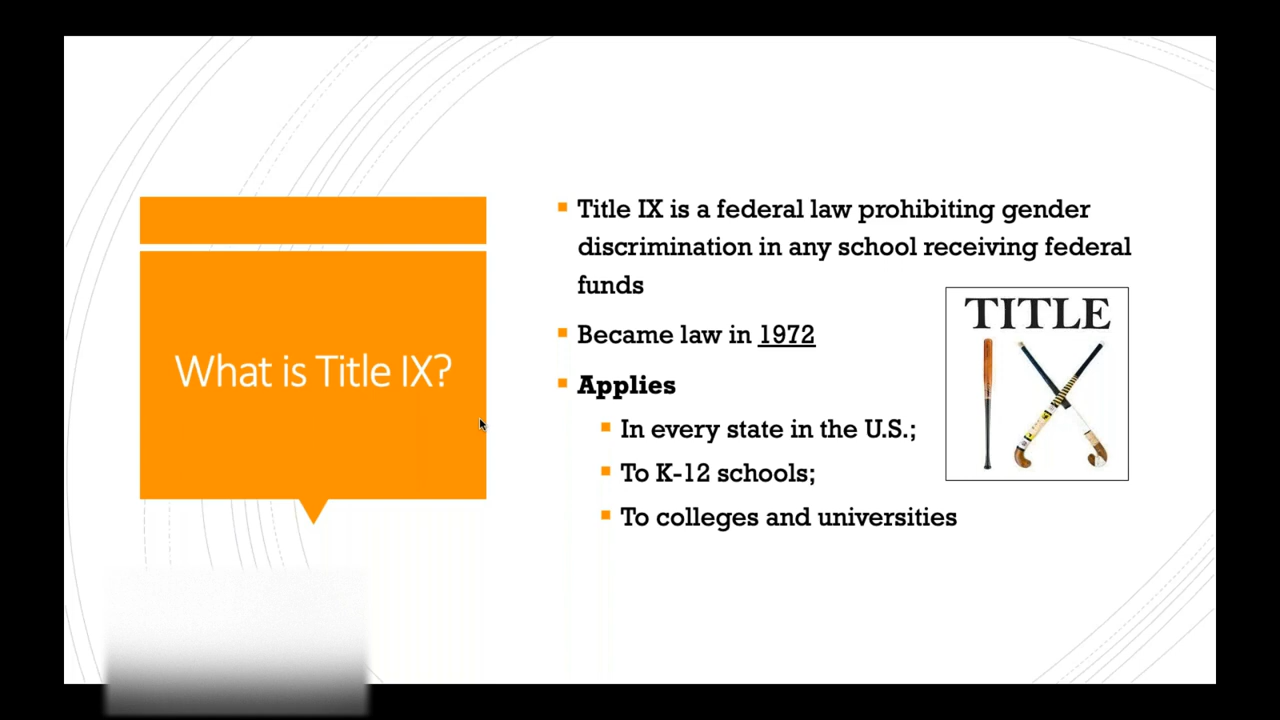 What is Title IX?
Title IX is a federal law prohibiting gender
discrimination in any school receiving federal
funds
Became law in 1972
Applies
In every state in the U.S.;
To K-12 schools;
To colleges and universities
TITLE